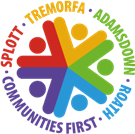 SPLOTT · TREMORFA · ADAMSDOWN · ROATH · COMMUNITIES FIRST ·